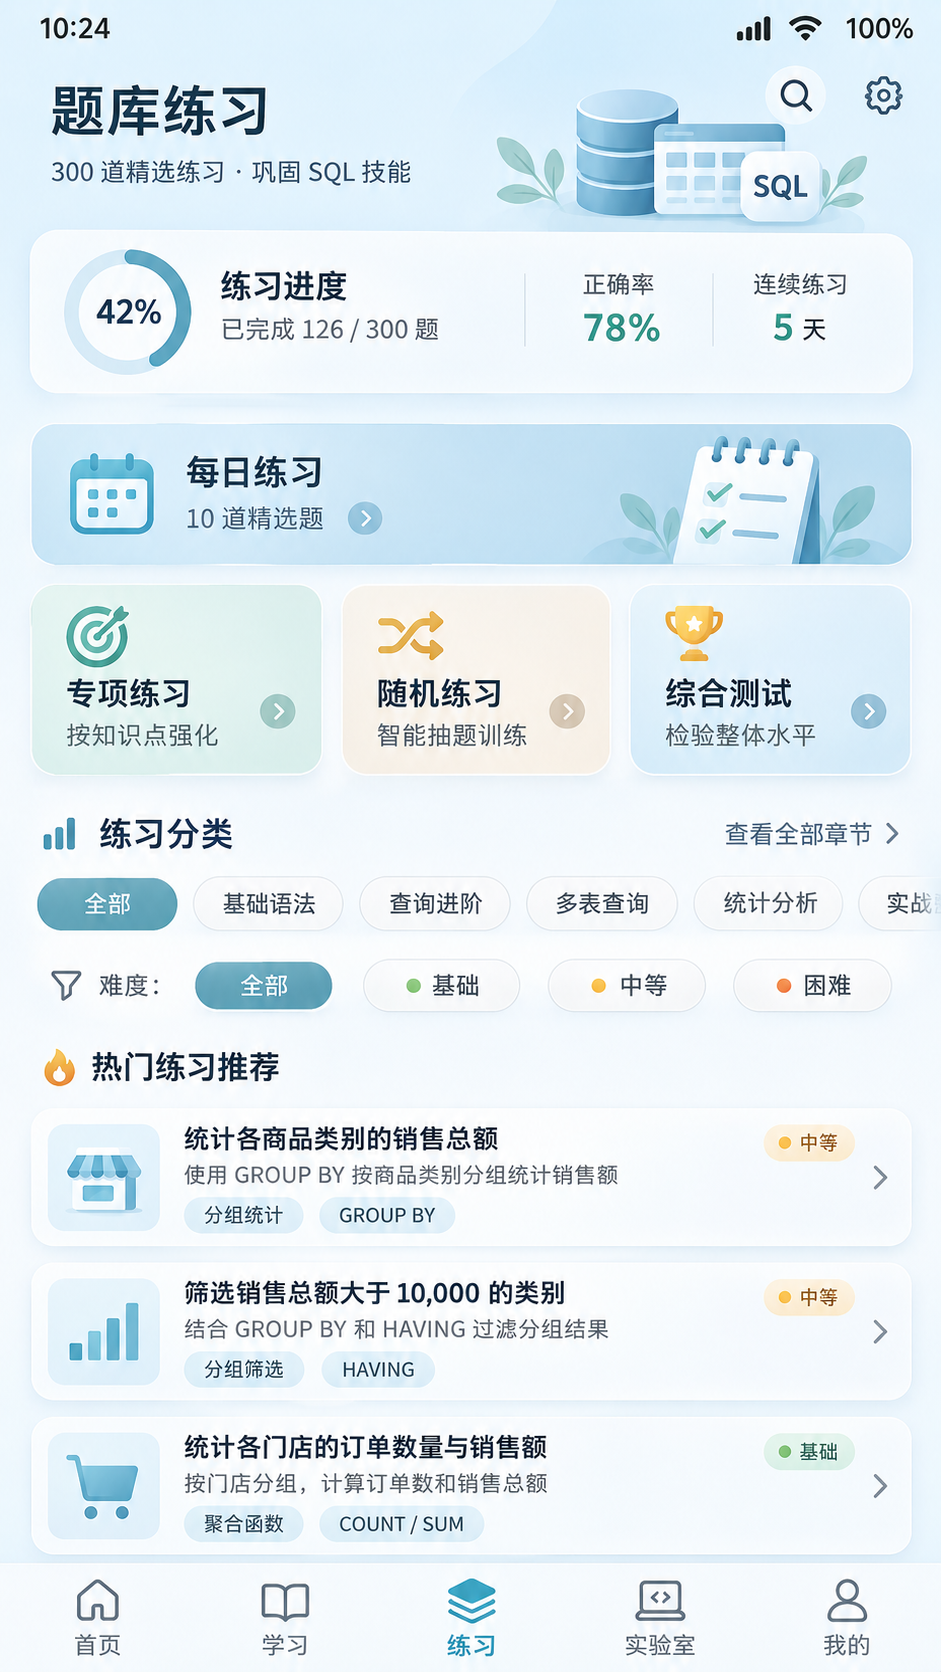 10:24
100%
题库练习
300 道精选练习 · 巩固 SQL 技能
SQL
42%
练习进度
已完成 126 / 300 题
正确率
78%
连续练习
5 天
每日练习
10 道精选题
专项练习
按知识点强化
随机练习
智能抽题训练
综合测试
检验整体水平
练习分类
查看全部章节
全部
基础语法
查询进阶
多表查询
统计分析
实战
难度：
全部
基础
中等
困难
热门练习推荐
统计各商品类别的销售总额
中等
使用 GROUP BY 按商品类别分组统计销售额
分组统计
GROUP BY
筛选销售总额大于 10,000 的类别
中等
结合 GROUP BY 和 HAVING 过滤分组结果
分组筛选
HAVING
统计各门店的订单数量与销售额
基础
按门店分组，计算订单数和销售总额
聚合函数
COUNT / SUM
首页
学习
练习
实验室
我的